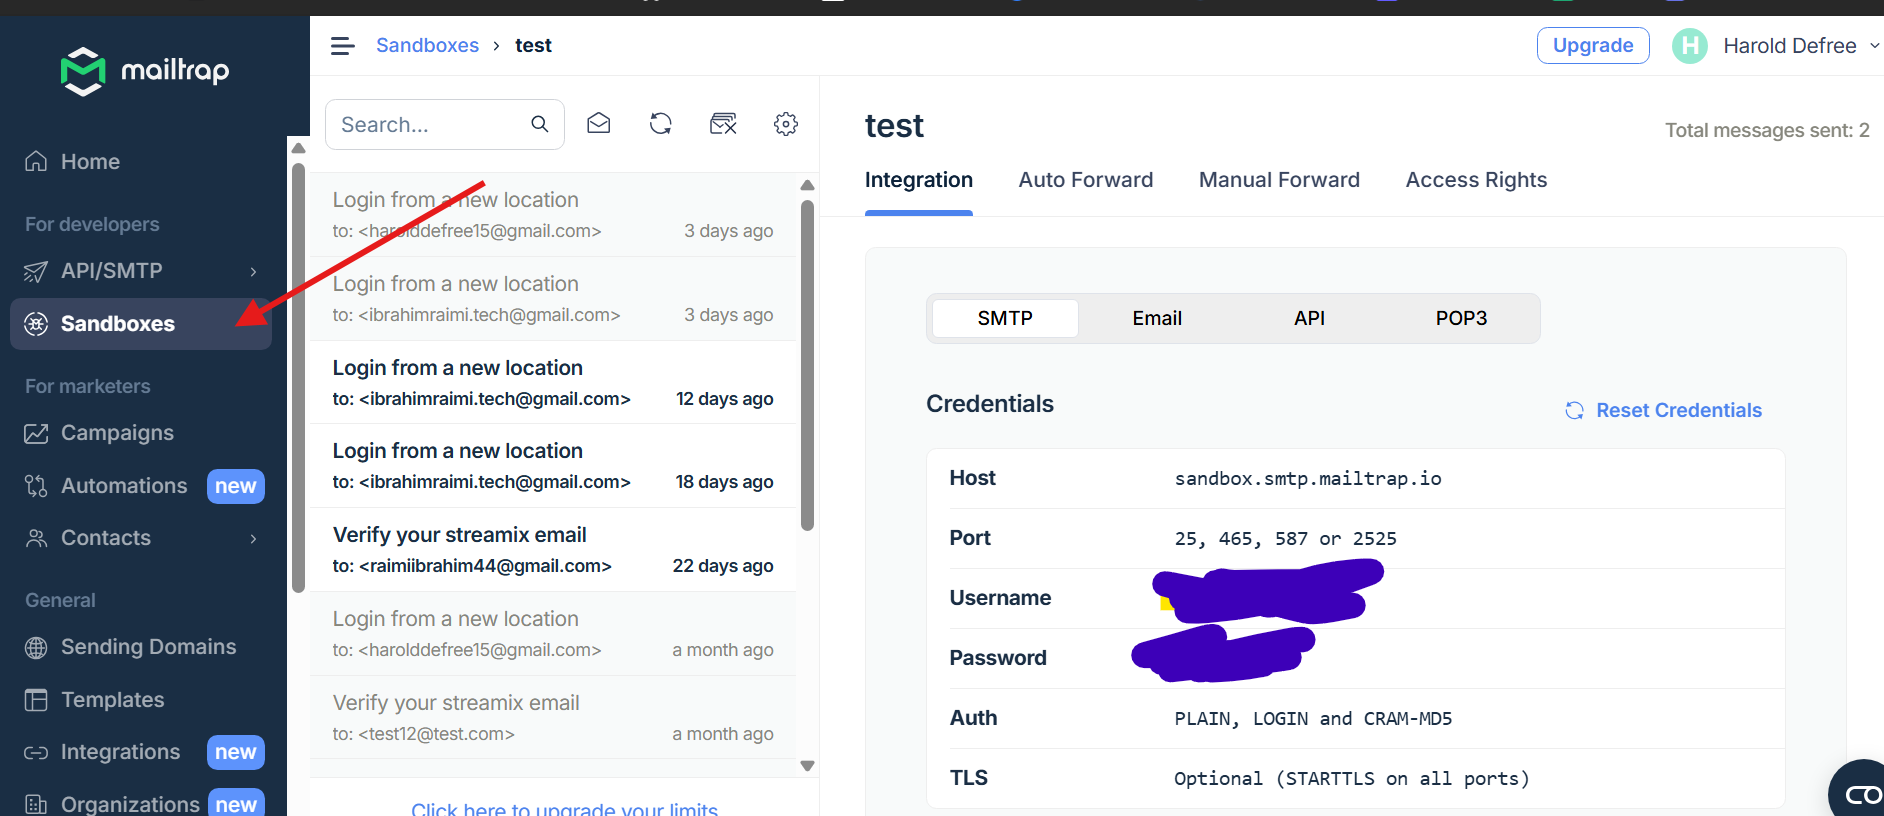 mailtrap
Home
For developers
API/SMTP
Sandboxes
For marketers
Campaigns
Automations new
Contacts
General
Sending Domains
Templates
Integrations new
Organizations new
Sandboxes › test
Upgrade
H Harold Defree
Search...
Login from a new location
to: <harolddefree15@gmail.com> 3 days ago
Login from a new location
to: <ibrahimraimi.tech@gmail.com> 3 days ago
Login from a new location
to: <ibrahimraimi.tech@gmail.com> 12 days ago
Login from a new location
to: <ibrahimraimi.tech@gmail.com> 18 days ago
Verify your streamix email
to: <raimiibrahim44@gmail.com> 22 days ago
Login from a new location
to: <harolddefree15@gmail.com> a month ago
Verify your streamix email
to: <test12@test.com> a month ago
Click here to upgrade your limits
test
Total messages sent: 2
Integration Auto Forward Manual Forward Access Rights
SMTP Email API POP3
Credentials
Reset Credentials
Host sandbox.smtp.mailtrap.io
Port 25, 465, 587 or 2525
Username
Password
Auth PLAIN, LOGIN and CRAM-MD5
TLS Optional (STARTTLS on all ports)